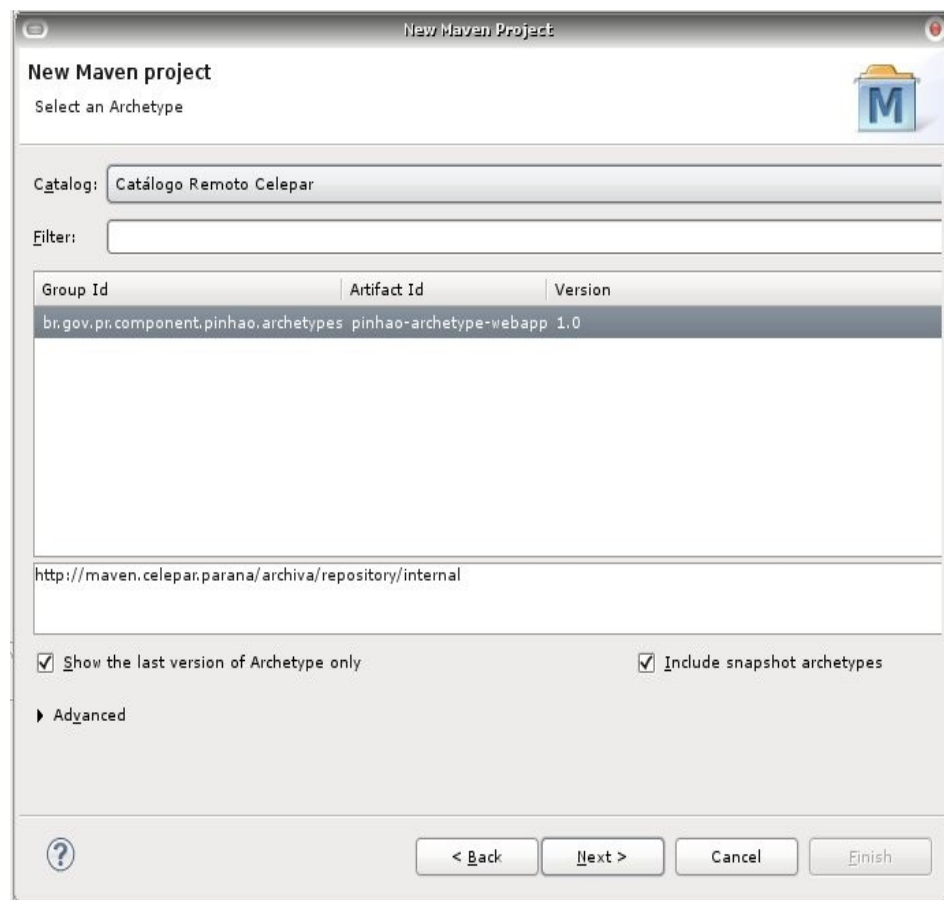 New Maven Project
New Maven project
Select an Archetype
M
Catalog: Catálogo Remoto Celepar
Filter:
Group Id Artifact Id Version
br.gov.pr.component.pinhao.archetypes pinhao-archetype-webapp 1.0
http://maven.celepar.parana/archiva/repository/internal
Show the last version of Archetype only Include snapshot archetypes
Advanced
? < Back Next > Cancel Finish